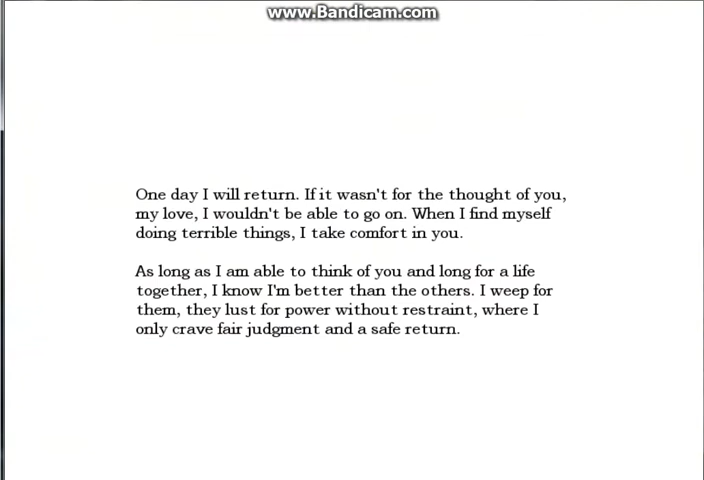 www.Bandicam.com
One day I will return. If it wasn't for the thought of you,
my love, I wouldn't be able to go on. When I find myself
doing terrible things, I take comfort in you.
As long as I am able to think of you and long for a life
together, I know I'm better than the others. I weep for
them, they lust for power without restraint, where I
only crave fair judgment and a safe return.